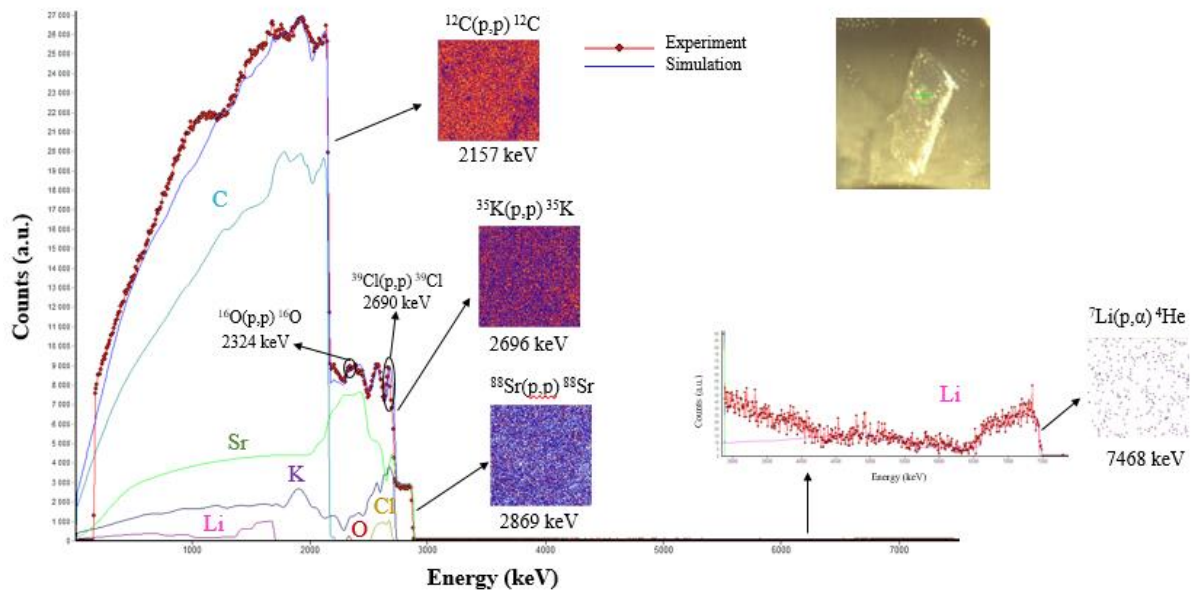 27 000
26 000
25 000
24 000
23 000
22 000
21 000
20 000
19 000
18 000
17 000
16 000
15 000
14 000
13 000
12 000
11 000
10 000
9 000
8 000
7 000
6 000
5 000
4 000
3 000
2 000
1 000
0
Counts (a.u.)
¹²C(p,p) ¹²C
2157 keV
Experiment
Simulation
C
³⁵K(p,p) ³⁵K
2696 keV
³⁹Cl(p,p) ³⁹Cl
2690 keV
¹⁶O(p,p) ¹⁶O
2324 keV
⁸⁸Sr(p,p) ⁸⁸Sr
2869 keV
Sr
K
Li
O
Cl
1000
2000
3000
4000
5000
6000
7000
Energy (keV)
Counts (a.u.)
Li
Energy (keV)
⁷Li(p,α) ⁴He
7468 keV